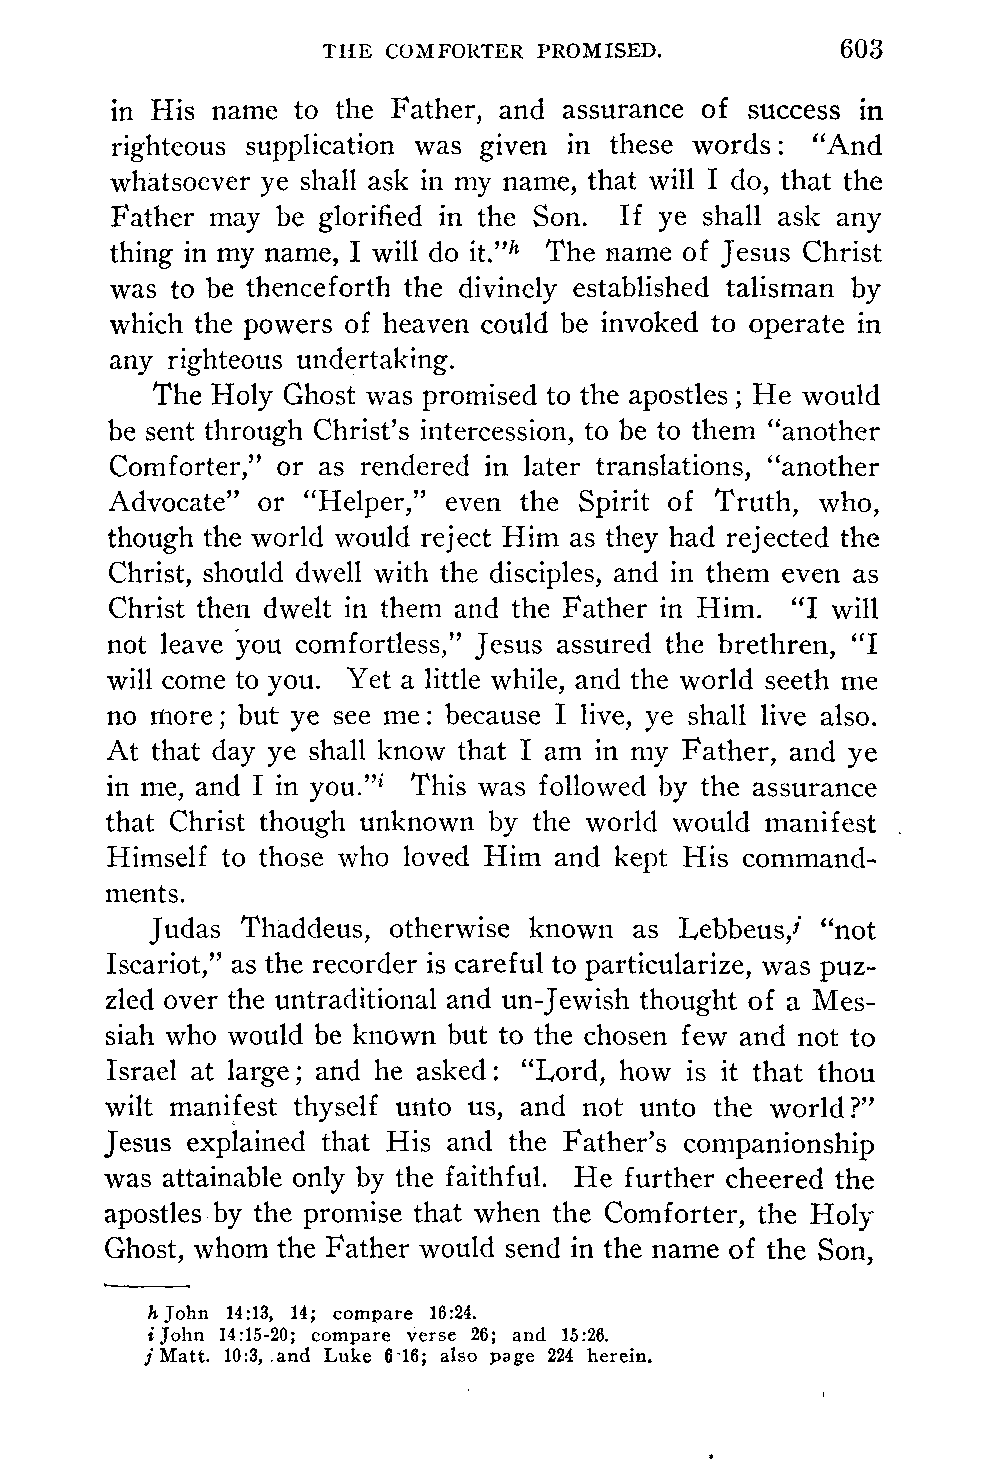 THE COMFORTER PROMISED. 603
in His name to the Father, and assurance of success in
righteous supplication was given in these words: “And
whatsoever ye shall ask in my name, that will I do, that the
Father may be glorified in the Son. If ye shall ask any
thing in my name, I will do it.”h The name of Jesus Christ
was to be thenceforth the divinely established talisman by
which the powers of heaven could be invoked to operate in
any righteous undertaking.
The Holy Ghost was promised to the apostles; He would
be sent through Christ’s intercession, to be to them “another
Comforter,” or as rendered in later translations, “another
Advocate” or “Helper,” even the Spirit of Truth, who,
though the world would reject Him as they had rejected the
Christ, should dwell with the disciples, and in them even as
Christ then dwelt in them and the Father in Him. “I will
not leave you comfortless,” Jesus assured the brethren, “I
will come to you. Yet a little while, and the world seeth me
no more; but ye see me: because I live, ye shall live also.
At that day ye shall know that I am in my Father, and ye
in me, and I in you.”i This was followed by the assurance
that Christ though unknown by the world would manifest
Himself to those who loved Him and kept His command-
ments.
Judas Thaddeus, otherwise known as Lebbeus,j “not
Iscariot,” as the recorder is careful to particularize, was puz-
zled over the untraditional and un-Jewish thought of a Mes-
siah who would be known but to the chosen few and not to
Israel at large; and he asked: “Lord, how is it that thou
wilt manifest thyself unto us, and not unto the world?”
Jesus explained that His and the Father’s companionship
was attainable only by the faithful. He further cheered the
apostles by the promise that when the Comforter, the Holy
Ghost, whom the Father would send in the name of the Son,
h John 14:13, 14; compare 16:24.
i John 14:15-20; compare verse 26; and 15:26.
j Matt. 10:3, and Luke 6:16; also page 224 herein.